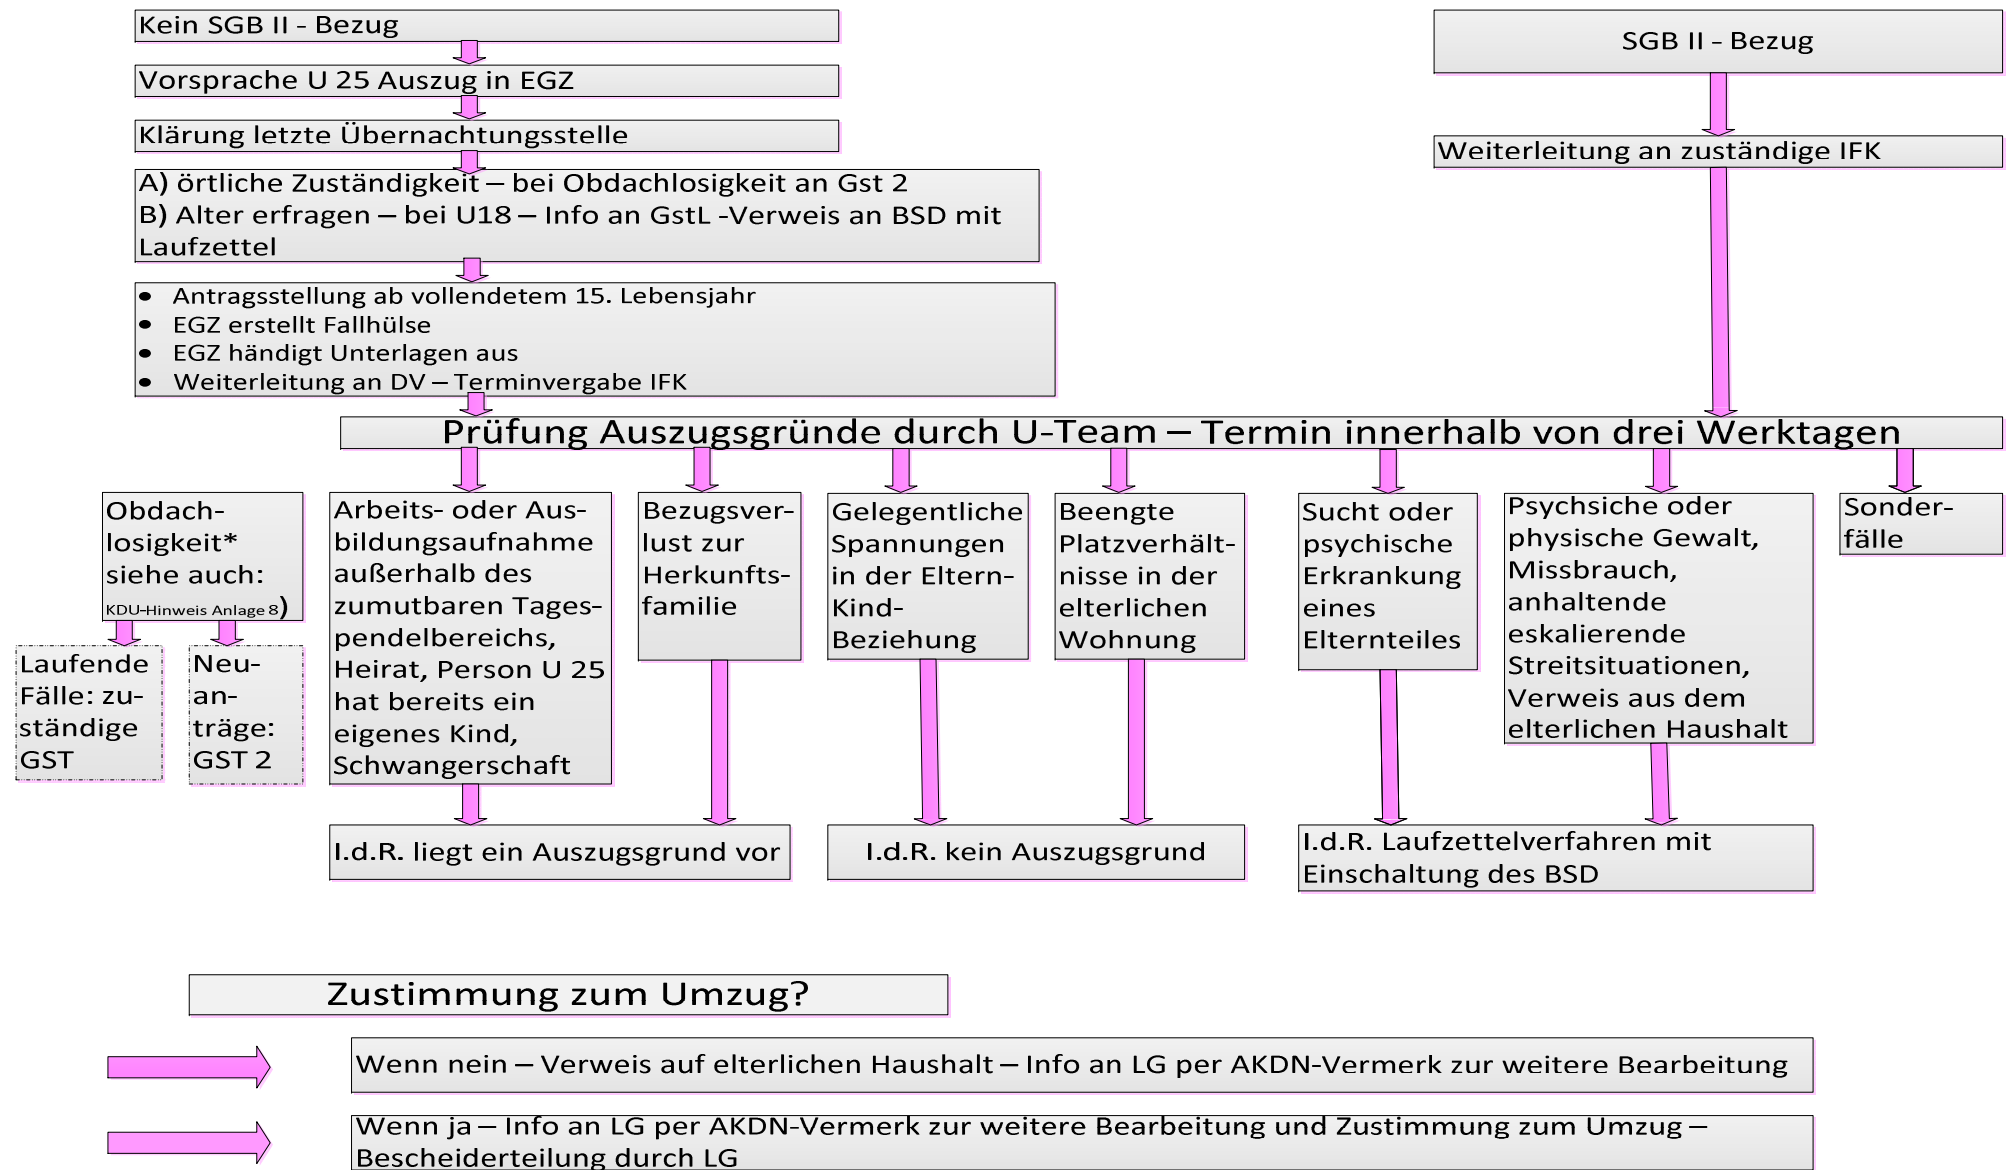 Kein SGB II - Bezug
SGB II - Bezug
Vorsprache U 25 Auszug in EGZ
Klärung letzte Übernachtungsstelle
Weiterleitung an zuständige IFK
A) örtliche Zuständigkeit – bei Obdachlosigkeit an Gst 2
B) Alter erfragen – bei U18 – Info an GstL -Verweis an BSD mit
Laufzettel
• Antragsstellung ab vollendetem 15. Lebensjahr
• EGZ erstellt Fallhülse
• EGZ händigt Unterlagen aus
• Weiterleitung an DV – Terminvergabe IFK
Prüfung Auszugsgründe durch U-Team – Termin innerhalb von drei Werktagen
Obdach-
losigkeit*
siehe auch:
KDU-Hinweis Anlage 8)
Laufende
Fälle: zu-
ständige
GST
Neu-
an-
träge:
GST 2
Arbeits- oder Aus-
bildungsaufnahme
außerhalb des
zumutbaren Tages-
pendelbereichs,
Heirat, Person U 25
hat bereits ein
eigenes Kind,
Schwangerschaft
Bezugsver-
lust zur
Herkunfts-
familie
Gelegentliche
Spannungen
in der Eltern-
Kind-
Beziehung
Beengte
Platzverhält-
nisse in der
elterlichen
Wohnung
Sucht oder
psychische
Erkrankung
eines
Elternteiles
Psychsiche oder
physische Gewalt,
Missbrauch,
anhaltende
eskalierende
Streitsituationen,
Verweis aus dem
elterlichen Haushalt
Sonder-
fälle
I.d.R. liegt ein Auszugsgrund vor
I.d.R. kein Auszugsgrund
I.d.R. Laufzettelverfahren mit
Einschaltung des BSD
Zustimmung zum Umzug?
Wenn nein – Verweis auf elterlichen Haushalt – Info an LG per AKDN-Vermerk zur weitere Bearbeitung
Wenn ja – Info an LG per AKDN-Vermerk zur weitere Bearbeitung und Zustimmung zum Umzug –
Bescheiderteilung durch LG